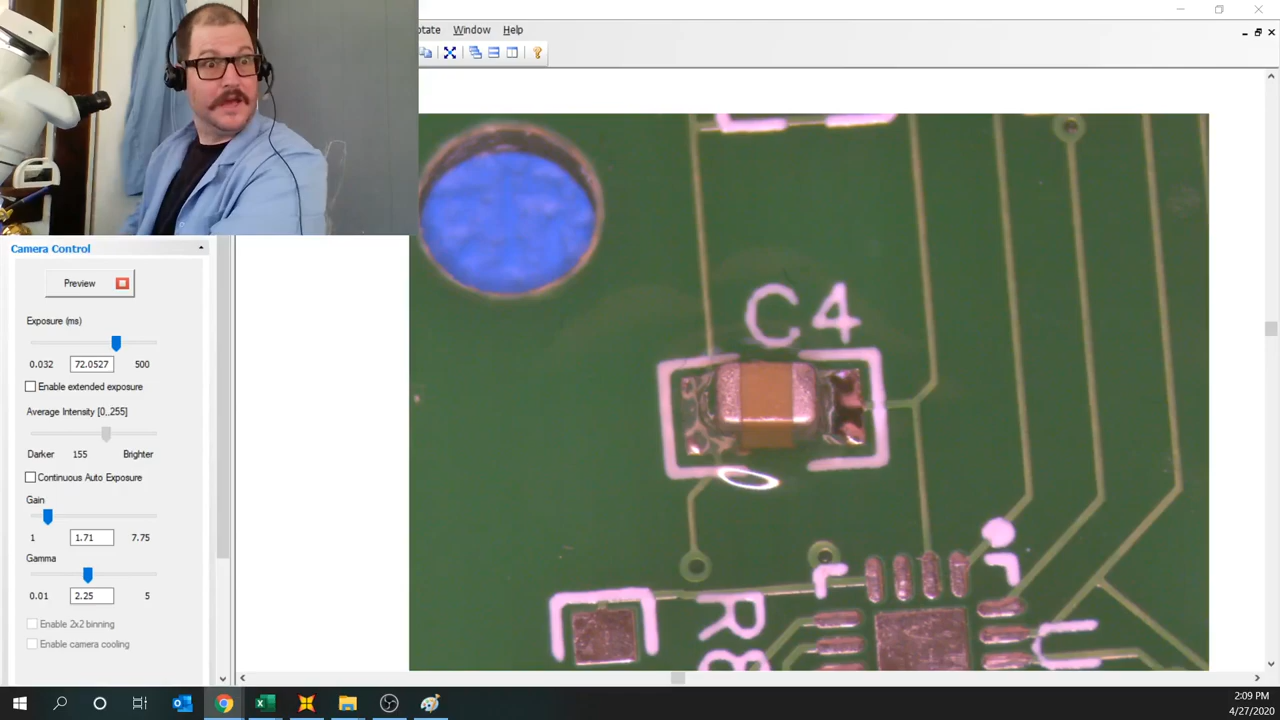 otate Window Help
Camera Control
Preview
Exposure (ms)
0.032 72.0527 500
Enable extended exposure
Average Intensity [0,,255]
Darker 155 Brighter
Continuous Auto Exposure
Gain
1 1.71 7.75
Gamma
0.01 2.25 5
Enable 2x2 binning
Enable camera cooling
C4
R8
2:09 PM
4/27/2020